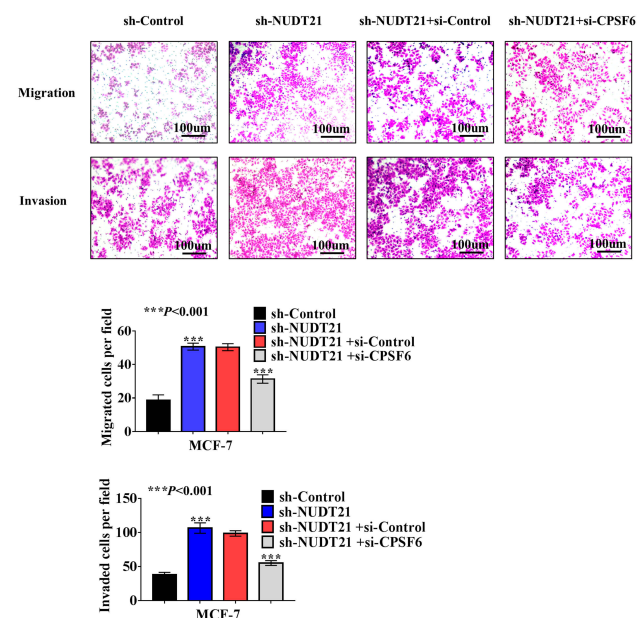 sh-Control
sh-NUDT21
sh-NUDT21+si-Control
sh-NUDT21+si-CPSF6
Migration
100um
100um
100um
100um
Invasion
100um
100um
100um
100um
***P<0.001
sh-Control
sh-NUDT21
sh-NUDT21 +si-Control
sh-NUDT21 +si-CPSF6
Migrated cells per field
60
40
20
0
***
***
MCF-7
***P<0.001
sh-Control
sh-NUDT21
sh-NUDT21 +si-Control
sh-NUDT21 +si-CPSF6
Invaded cells per field
150
100
50
0
***
***
MCF-7